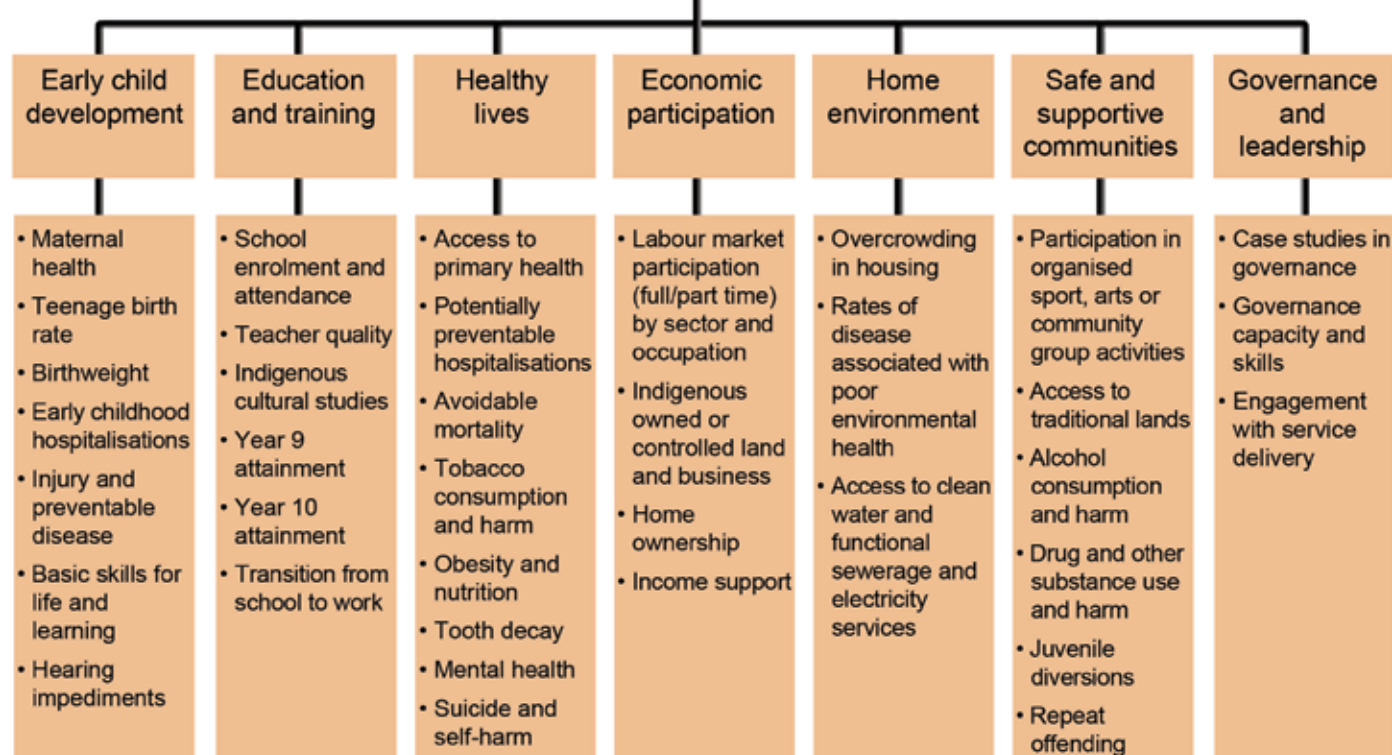 Early child
development
Education
and training
Healthy
lives
Economic
participation
Home
environment
Safe and
supportive
communities
Governance
and
leadership
• Maternal
health
• Teenage birth
rate
• Birthweight
• Early childhood
hospitalisations
• Injury and
preventable
disease
• Basic skills for
life and
learning
• Hearing
impediments
• School
enrolment and
attendance
• Teacher quality
• Indigenous
cultural studies
• Year 9
attainment
• Year 10
attainment
• Transition from
school to work
• Access to
primary health
• Potentially
preventable
hospitalisations
• Avoidable
mortality
• Tobacco
consumption
and harm
• Obesity and
nutrition
• Tooth decay
• Mental health
• Suicide and
self-harm
• Labour market
participation
(full/part time)
by sector and
occupation
• Indigenous
owned or
controlled land
and business
• Home
ownership
• Income support
• Overcrowding
in housing
• Rates of
disease
associated with
poor
environmental
health
• Access to clean
water and
functional
sewerage and
electricity
services
• Participation in
organised
sport, arts or
community
group activities
• Access to
traditional lands
• Alcohol
consumption
and harm
• Drug and other
substance use
and harm
• Juvenile
diversions
• Repeat
offending
• Case studies in
governance
• Governance
capacity and
skills
• Engagement
with service
delivery